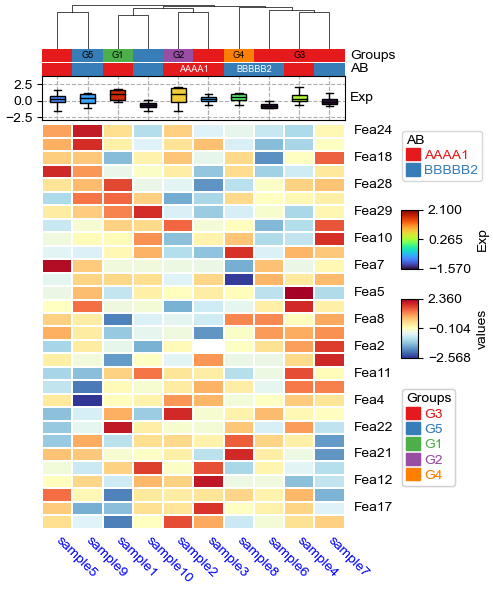 G5 G1 G2 G4 G3 Groups
AAAA1 BBBBB2 AB
2.5
0.0
−2.5
Exp
Fea24
Fea18
Fea28
Fea29
Fea10
Fea7
Fea5
Fea8
Fea2
Fea11
Fea4
Fea22
Fea21
Fea12
Fea17
sample5
sample9
sample1
sample10
sample2
sample3
sample8
sample6
sample4
sample7
AB
AAAA1
BBBBB2
2.100
0.265
−1.570
Exp
2.360
−0.104
−2.568
values
Groups
G3
G5
G1
G2
G4